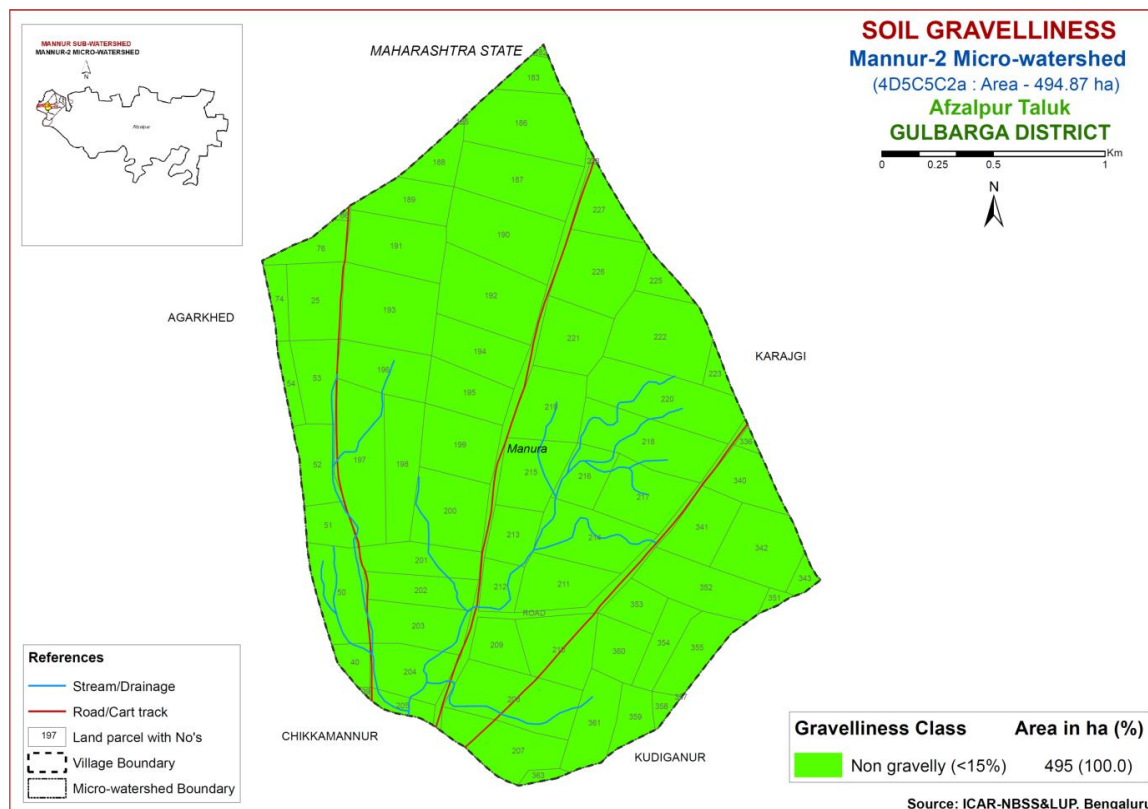 SOIL GRAVELLINESS
Mannur-2 Micro-watershed
(4D5C5C2a : Area - 494.87 ha)
Afzalpur Taluk
GULBARGA DISTRICT
0 0.25 0.5 1 Km
N
MANNUR SUB-WATERSHED
MANNUR-2 MICRO-WATERSHED
N
Afzalpur
MAHARASHTRA STATE
183
186
188
187
189
227
190
76
191
226
225
74
25
192
193
AGARKHED
221
222
194
KARAJGI
196
53
223
54
195
220
218
199
Manura
336
52
197
198
215
216
340
217
200
51
213
341
214
342
201
211
343
202
212
352
50
351
ROAD
353
203
354
209
210
355
360
40
204
361
358
359
CHIKKAMANNUR
207
KUDIGANUR
363
References
Stream/Drainage
Road/Cart track
197 Land parcel with No's
Village Boundary
Micro-watershed Boundary
Gravelliness Class Area in ha (%)
Non gravelly (<15%) 495 (100.0)
Source: ICAR-NBSS&LUP, Bengaluru